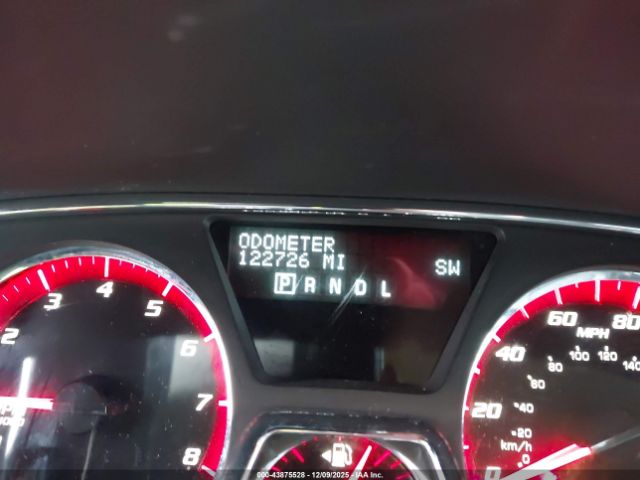 ODOMETER
122726 MI SW
P R N D L
2 3 4 5 6 7 8
0 20 40 60 80
MPH
0 20 40 60 80 100 120 140
km/h
000-43875528 - 12/09/2025 - IAA Inc.